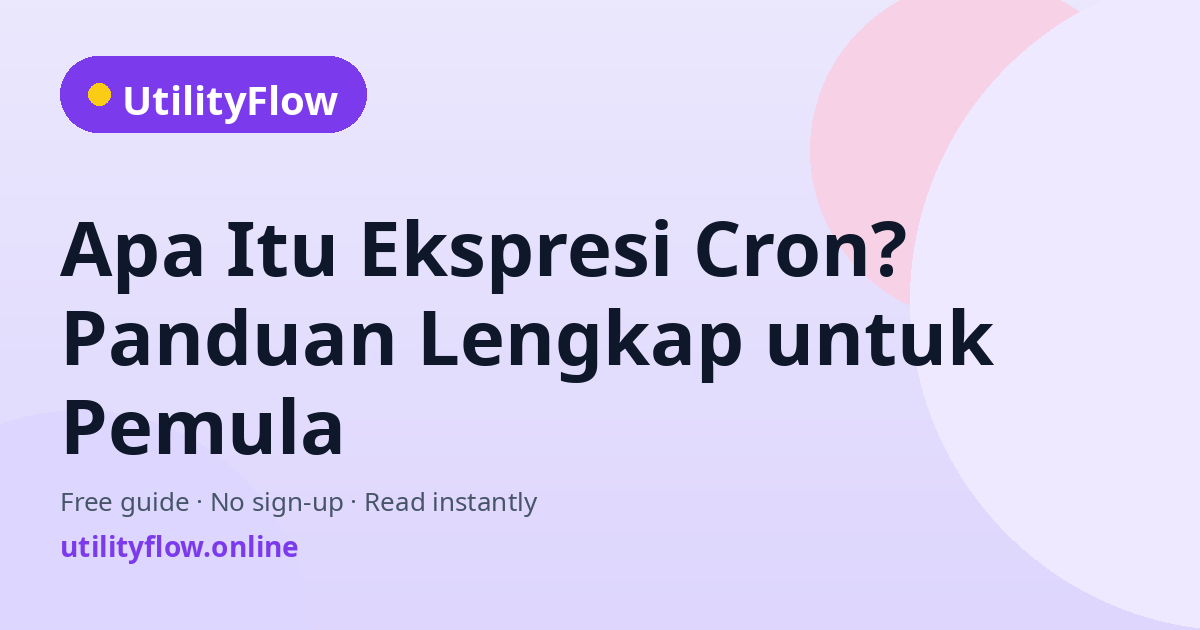 UtilityFlow
Apa Itu Ekspresi Cron?
Panduan Lengkap untuk
Pemula
Free guide · No sign-up · Read instantly
utilityflow.online